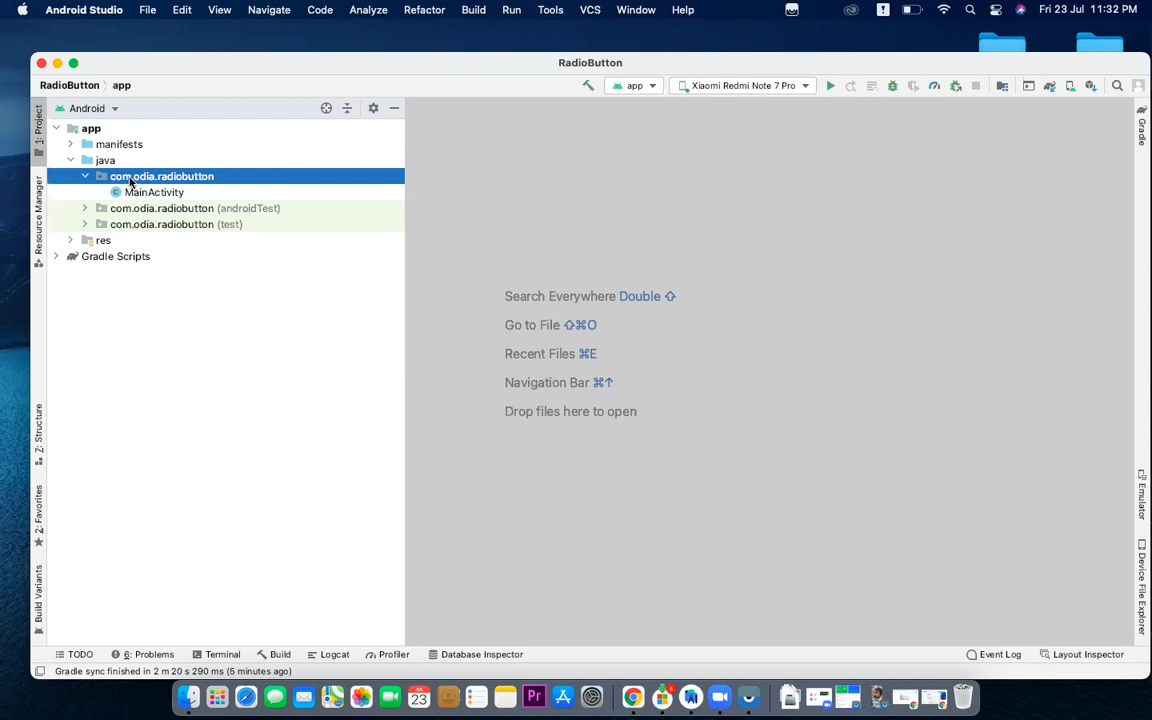 Android Studio File Edit View Navigate Code Analyze Refactor Build Run Tools VCS Window Help Fri 23 Jul 11:32 PM
RadioButton
RadioButton app
app Xiaomi Redmi Note 7 Pro
Android
app
manifests
java
com.odia.radiobutton
MainActivity
com.odia.radiobutton (androidTest)
com.odia.radiobutton (test)
res
Gradle Scripts
1: Project
Resource Manager
Z: Structure
2: Favorites
Build Variants
Search Everywhere Double ⇧
Go to File ⇧⌘O
Recent Files ⌘E
Navigation Bar ⌘↑
Drop files here to open
Gradle
Emulator
Device File Explorer
TODO 6: Problems Terminal Build Logcat Profiler Database Inspector Event Log Layout Inspector
Gradle sync finished in 2 m 20 s 290 ms (5 minutes ago)
23
Pr